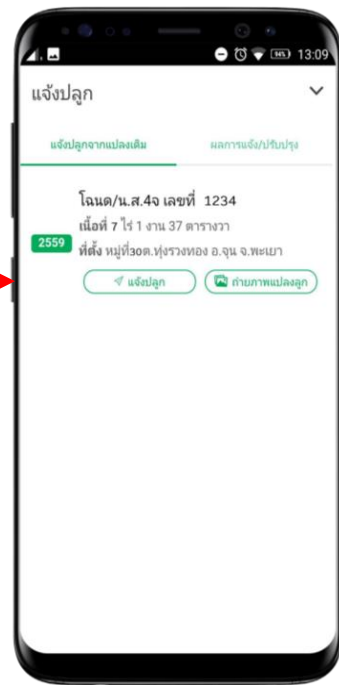 13:09
แจ้งปลูก
แจ้งปลูกจากแปลงเดิม ผลการแจ้ง/ปรับปรุง
โฉนด/น.ส.4จ เลขที่ 1234
เนื้อที่ 7 ไร่ 1 งาน 37 ตารางวา
2559
ที่ตั้ง หมู่ที่30ต.ทุ่งรวงทอง อ.จุน จ.พะเยา
แจ้งปลูก ถ่ายภาพแปลงลูก